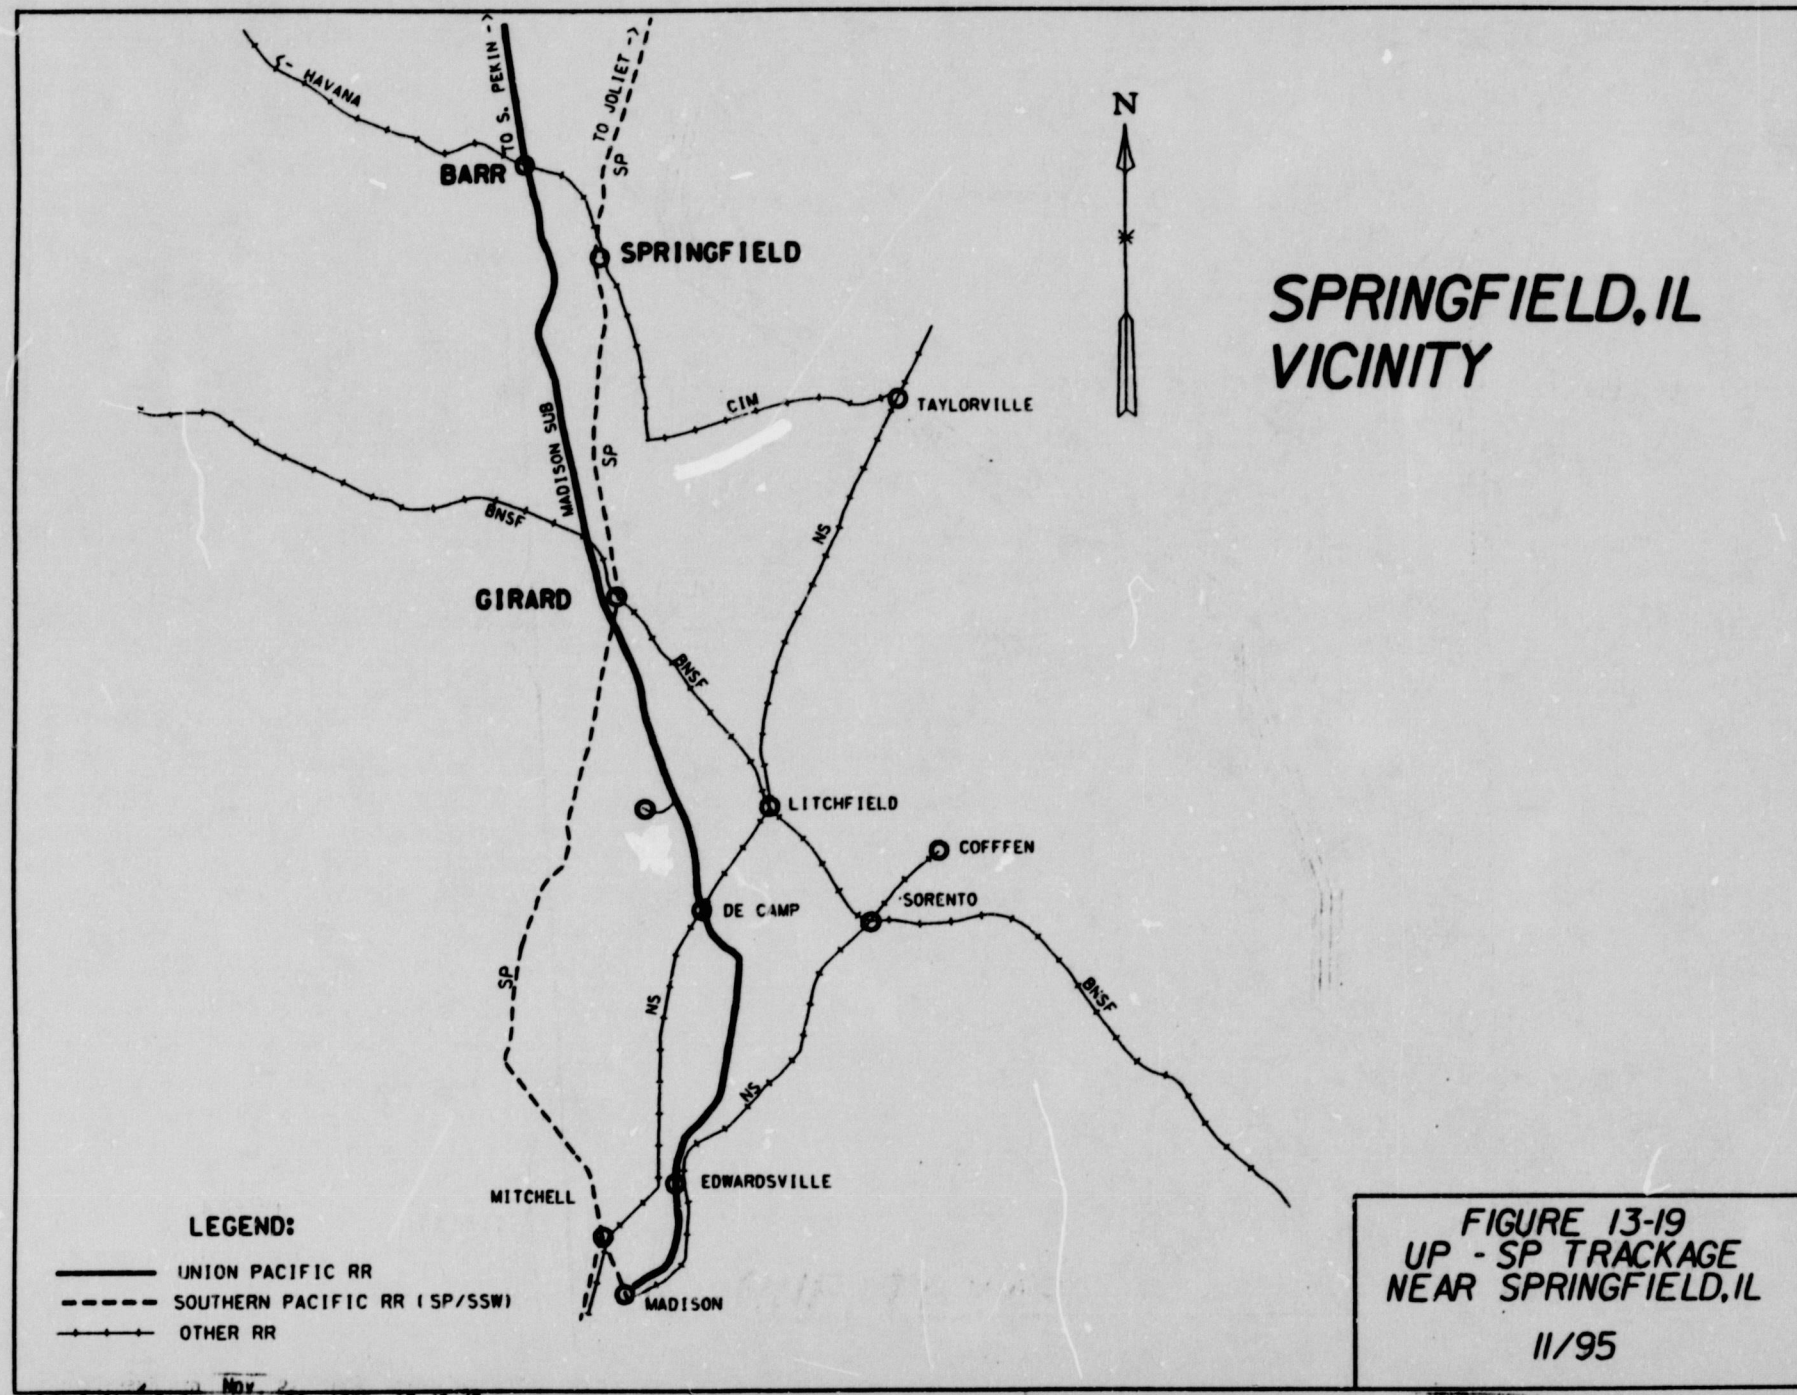 TO S. PEKIN ->
TO JOLIET ->
<- HAVANA
SP
BARR
N
SPRINGFIELD
SPRINGFIELD, IL
VICINITY
CIM
TAYLORVILLE
MADISON SUB
SP
BNSF
NS
GIRARD
BNSF
LITCHFIELD
COFFFEN
SORENTO
DE CAMP
SP
NS
BNSF
NS
EDWARDSVILLE
MITCHELL
MADISON
LEGEND:
UNION PACIFIC RR
SOUTHERN PACIFIC RR (SP/SSW)
OTHER RR
FIGURE 13-19
UP - SP TRACKAGE
NEAR SPRINGFIELD, IL
11/95
Nov.